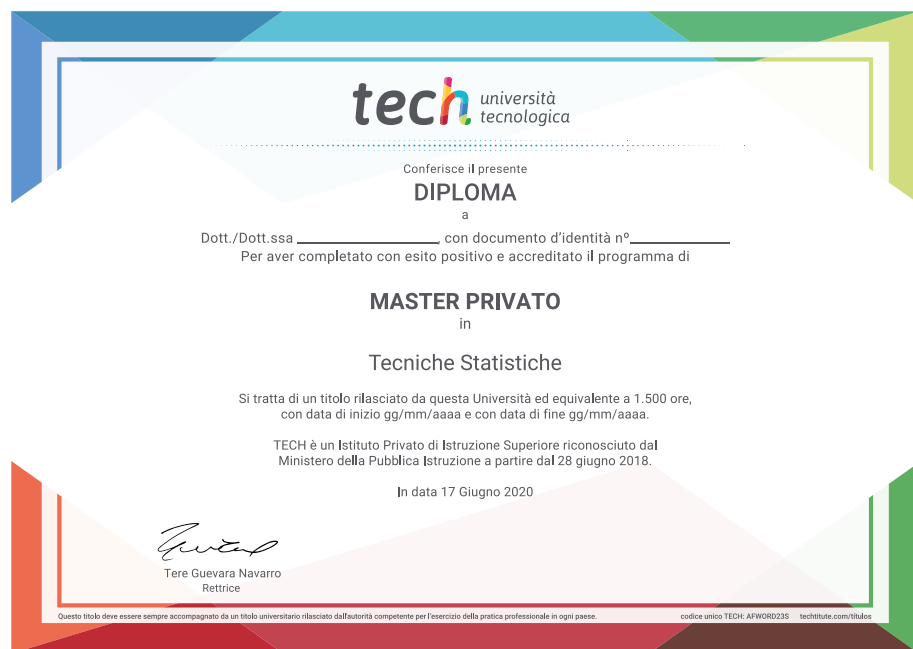 tech università
tecnologica
Conferisce il presente
DIPLOMA
a
Dott./Dott.ssa ____________________, con documento d'identità nº______________
Per aver completato con esito positivo e accreditato il programma di
MASTER PRIVATO
in
Tecniche Statistiche
Si tratta di un titolo rilasciato da questa Università ed equivalente a 1.500 ore,
con data di inizio gg/mm/aaaa e con data di fine gg/mm/aaaa.
TECH è un Istituto Privato di Istruzione Superiore riconosciuto dal
Ministero della Pubblica Istruzione a partire dal 28 giugno 2018.
In data 17 Giugno 2020
Tere Guevara Navarro
Rettrice
Questo titolo deve essere sempre accompagnato da un titolo universitario rilasciato dall'autorità competente per l'esercizio della pratica professionale in ogni paese. codice unico TECH: AFWORD23S techtitute.com/titulos